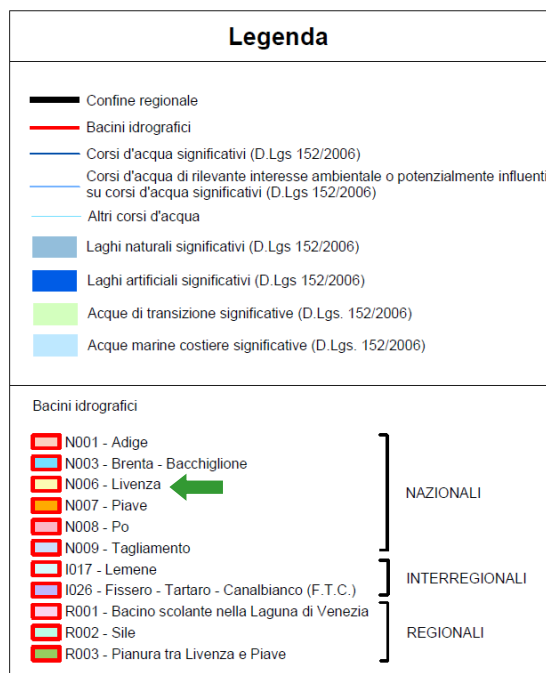 Legenda
Confine regionale
Bacini idrografici
Corsi d'acqua significativi (D.Lgs 152/2006)
Corsi d'acqua di rilevante interesse ambientale o potenzialmente influenti
su corsi d'acqua significativi (D.Lgs 152/2006)
Altri corsi d'acqua
Laghi naturali significativi (D.Lgs 152/2006)
Laghi artificiali significativi (D.Lgs 152/2006)
Acque di transizione significative (D.Lgs. 152/2006)
Acque marine costiere significative (D.Lgs. 152/2006)
Bacini idrografici
N001 - Adige
N003 - Brenta - Bacchiglione
N006 - Livenza
N007 - Piave
N008 - Po
N009 - Tagliamento
NAZIONALI
I017 - Lemene
I026 - Fissero - Tartaro - Canalbianco (F.T.C.)
INTERREGIONALI
R001 - Bacino scolante nella Laguna di Venezia
R002 - Sile
R003 - Pianura tra Livenza e Piave
REGIONALI